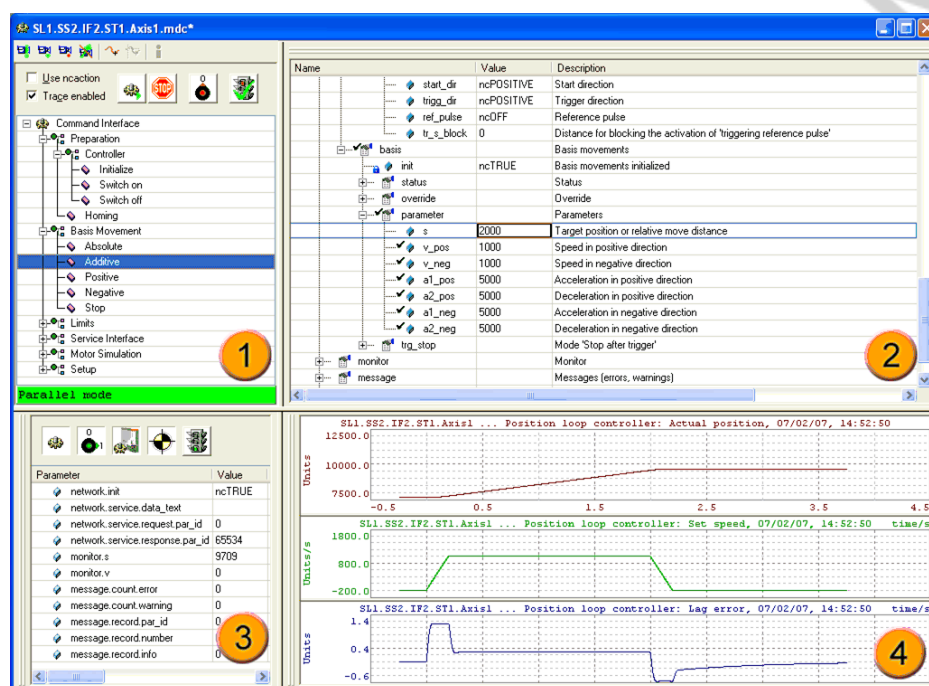 SL1.SS2.IF2.ST1.Axis1.mdc*
Use ncaction
Trace enabled
STOP
0
Command Interface
Preparation
Controller
Initialize
Switch on
Switch off
Homing
Basis Movement
Absolute
Additive
Positive
Negative
Stop
Limits
Service Interface
Motor Simulation
Setup
1
Parallel mode
Name Value Description
start_dir ncPOSITIVE Start direction
trigg_dir ncPOSITIVE Trigger direction
ref_pulse ncOFF Reference pulse
tr_s_block 0 Distance for blocking the activation of 'triggering reference pulse'
basis Basis movements
init ncTRUE Basis movements initialized
status Status
override Override
parameter Parameters
s 2000 Target position or relative move distance
v_pos 1000 Speed in positive direction
v_neg 1000 Speed in negative direction
a1_pos 5000 Acceleration in positive direction
a2_pos 5000 Deceleration in positive direction
a1_neg 5000 Acceleration in negative direction
a2_neg 5000 Deceleration in negative direction
trg_stop Mode 'Stop after trigger'
monitor Monitor
message Messages (errors, warnings)
2
0
1
Parameter Value
network.init ncTRUE
network.service.data_text
network.service.request.par_id 0
network.service.response.par_id 65534
monitor.s 9709
monitor.v 0
message.count.error 0
message.count.warning 0
message.record.par_id 0
message.record.number
message.record.info 0
3
SL1.SS2.IF2.ST1.Axis1 ... Position loop controller: Actual position, 07/02/07, 14:52:50
12500.0
10000.0
7500.0
Units
-0.5 0.5 1.5 2.5 3.5 4.5
SL1.SS2.IF2.ST1.Axis1 ... Position loop controller: Set speed, 07/02/07, 14:52:50 time/s
1800.0
800.0
-200.0
Units/s
SL1.SS2.IF2.ST1.Axis1 ... Position loop controller: Lag error, 07/02/07, 14:52:50 time/s
1.4
0.4
-0.6
Units
4